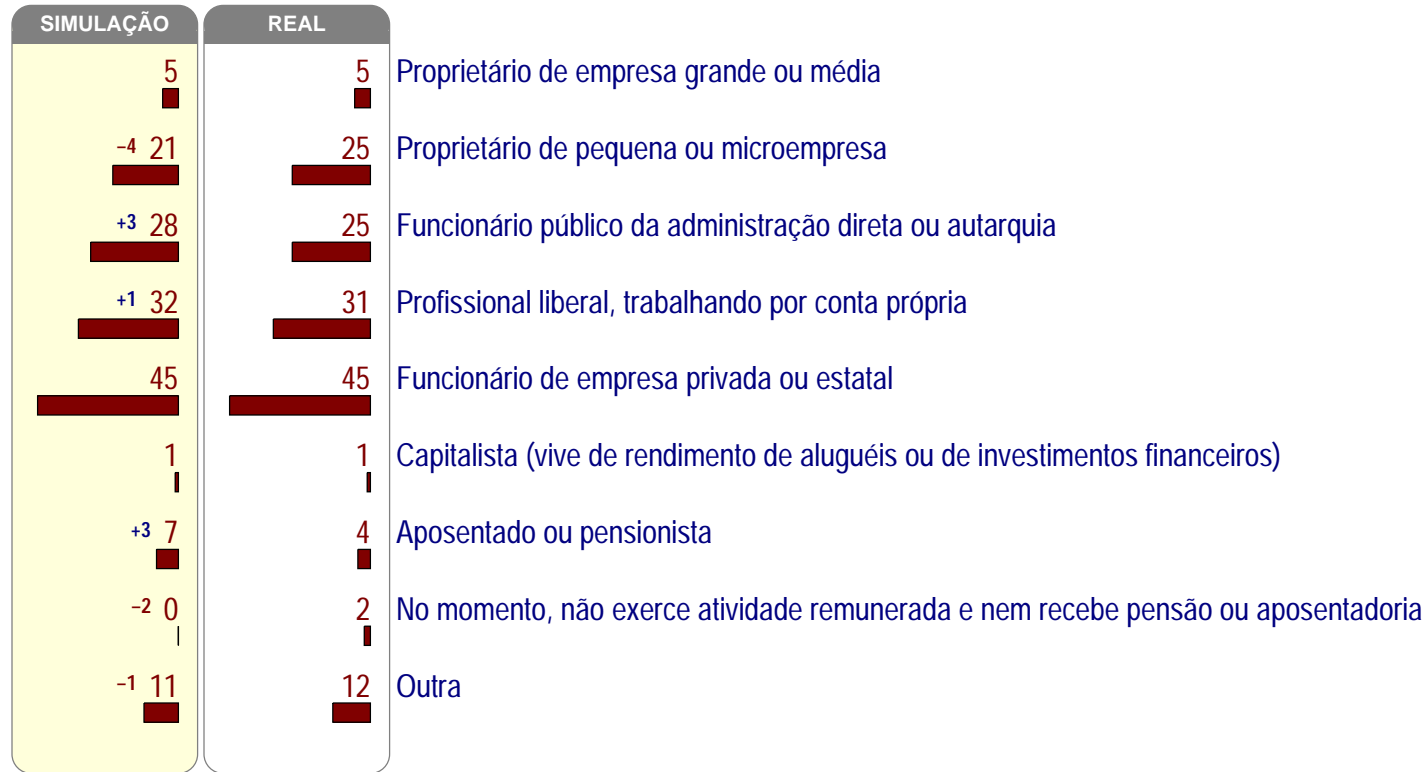 SIMULAÇÃO REAL
5 5 Proprietário de empresa grande ou média
−4 21 25 Proprietário de pequena ou microempresa
+3 28 25 Funcionário público da administração direta ou autarquia
+1 32 31 Profissional liberal, trabalhando por conta própria
45 45 Funcionário de empresa privada ou estatal
1 1 Capitalista (vive de rendimento de aluguéis ou de investimentos financeiros)
+3 7 4 Aposentado ou pensionista
−2 0 2 No momento, não exerce atividade remunerada e nem recebe pensão ou aposentadoria
−1 11 12 Outra